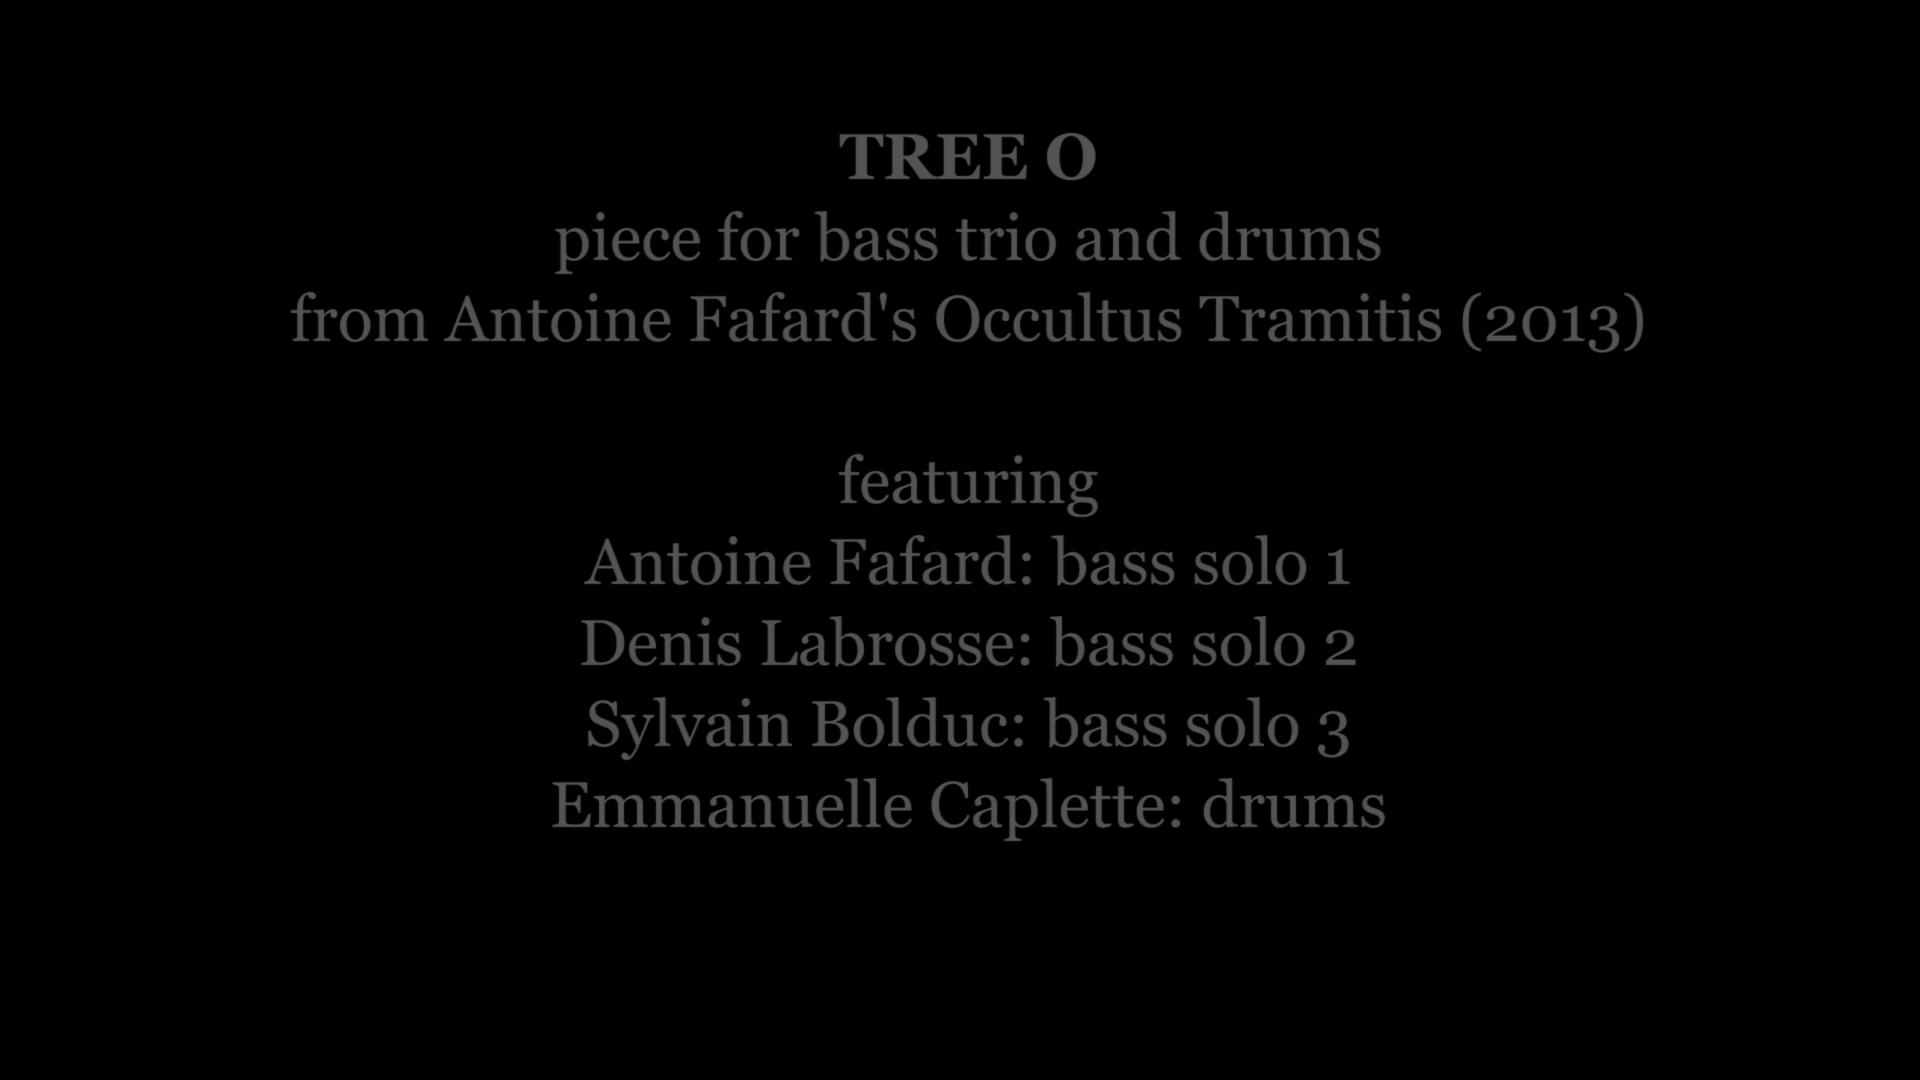 TREE O
piece for bass trio and drums
from Antoine Fafard's Occultus Tramitis (2013)
featuring
Antoine Fafard: bass solo 1
Denis Labrosse: bass solo 2
Sylvain Bolduc: bass solo 3
Emmanuelle Caplette: drums